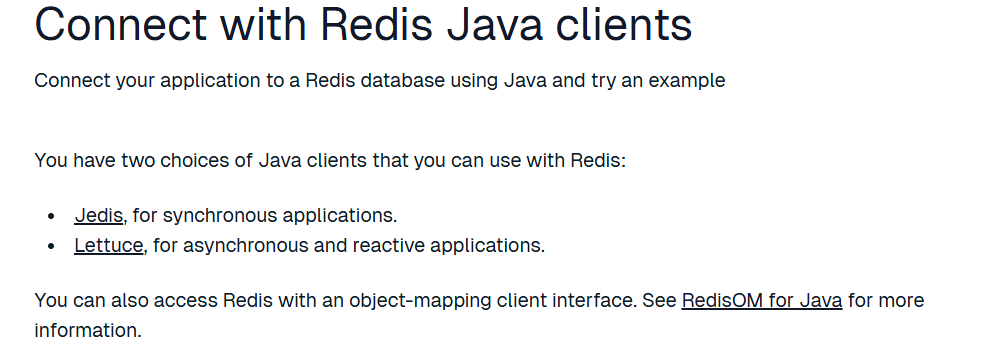 Connect with Redis Java clients
Connect your application to a Redis database using Java and try an example
You have two choices of Java clients that you can use with Redis:
• Jedis, for synchronous applications.
• Lettuce, for asynchronous and reactive applications.
You can also access Redis with an object-mapping client interface. See RedisOM for Java for more
information.